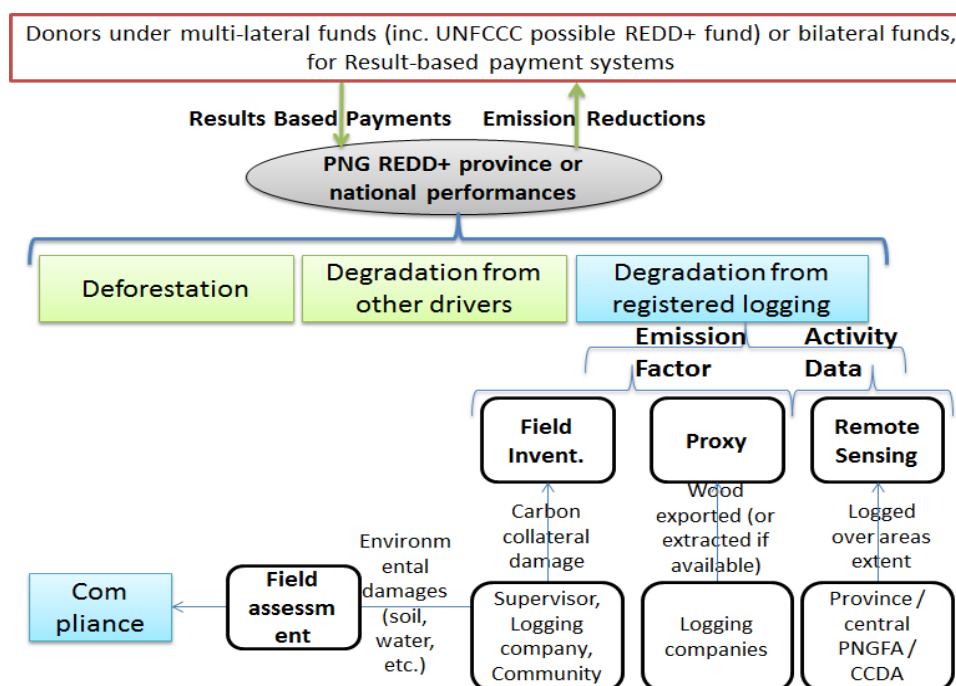 Donors under multi-lateral funds (inc. UNFCCC possible REDD+ fund) or bilateral funds,
for Result-based payment systems
Results Based Payments
Emission Reductions
PNG REDD+ province or
national performances
Deforestation
Degradation from
other drivers
Degradation from
registered logging
Emission
Factor
Activity
Data
Field
Invent.
Proxy
Remote
Sensing
Carbon
collateral
damage
Wood
exported (or
extracted if
available)
Logged
over areas
extent
Com
pliance
Field
assessm
ent
Environm
ental
damages
(soil,
water,
etc.)
Supervisor,
Logging
company,
Community
Logging
companies
Province /
central
PNGFA /
CCDA